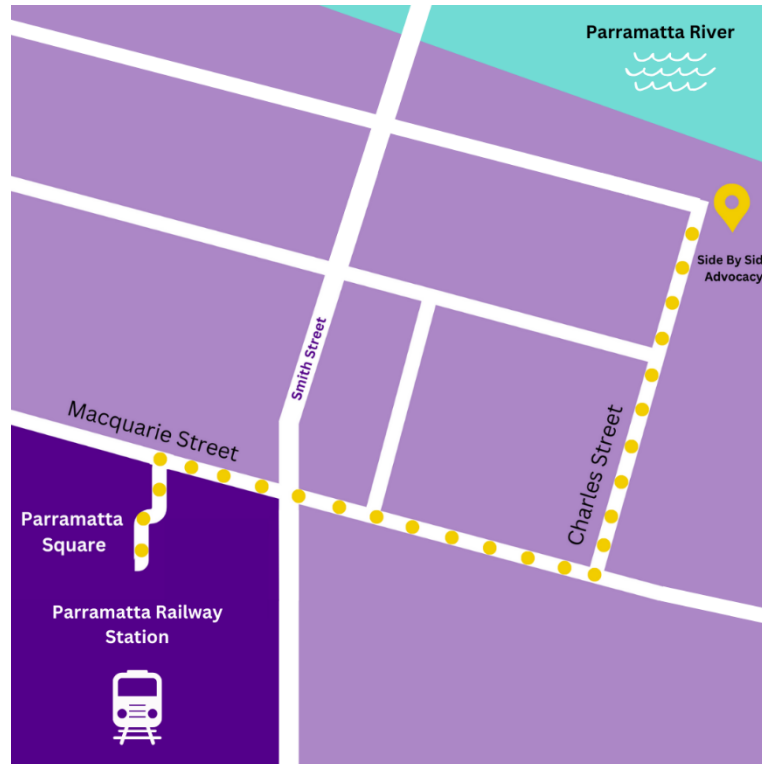 Parramatta River
Side By Sid
Advocacy
Smith Street
Macquarie Street
Charles Street
Parramatta
Square
Parramatta Railway
Station